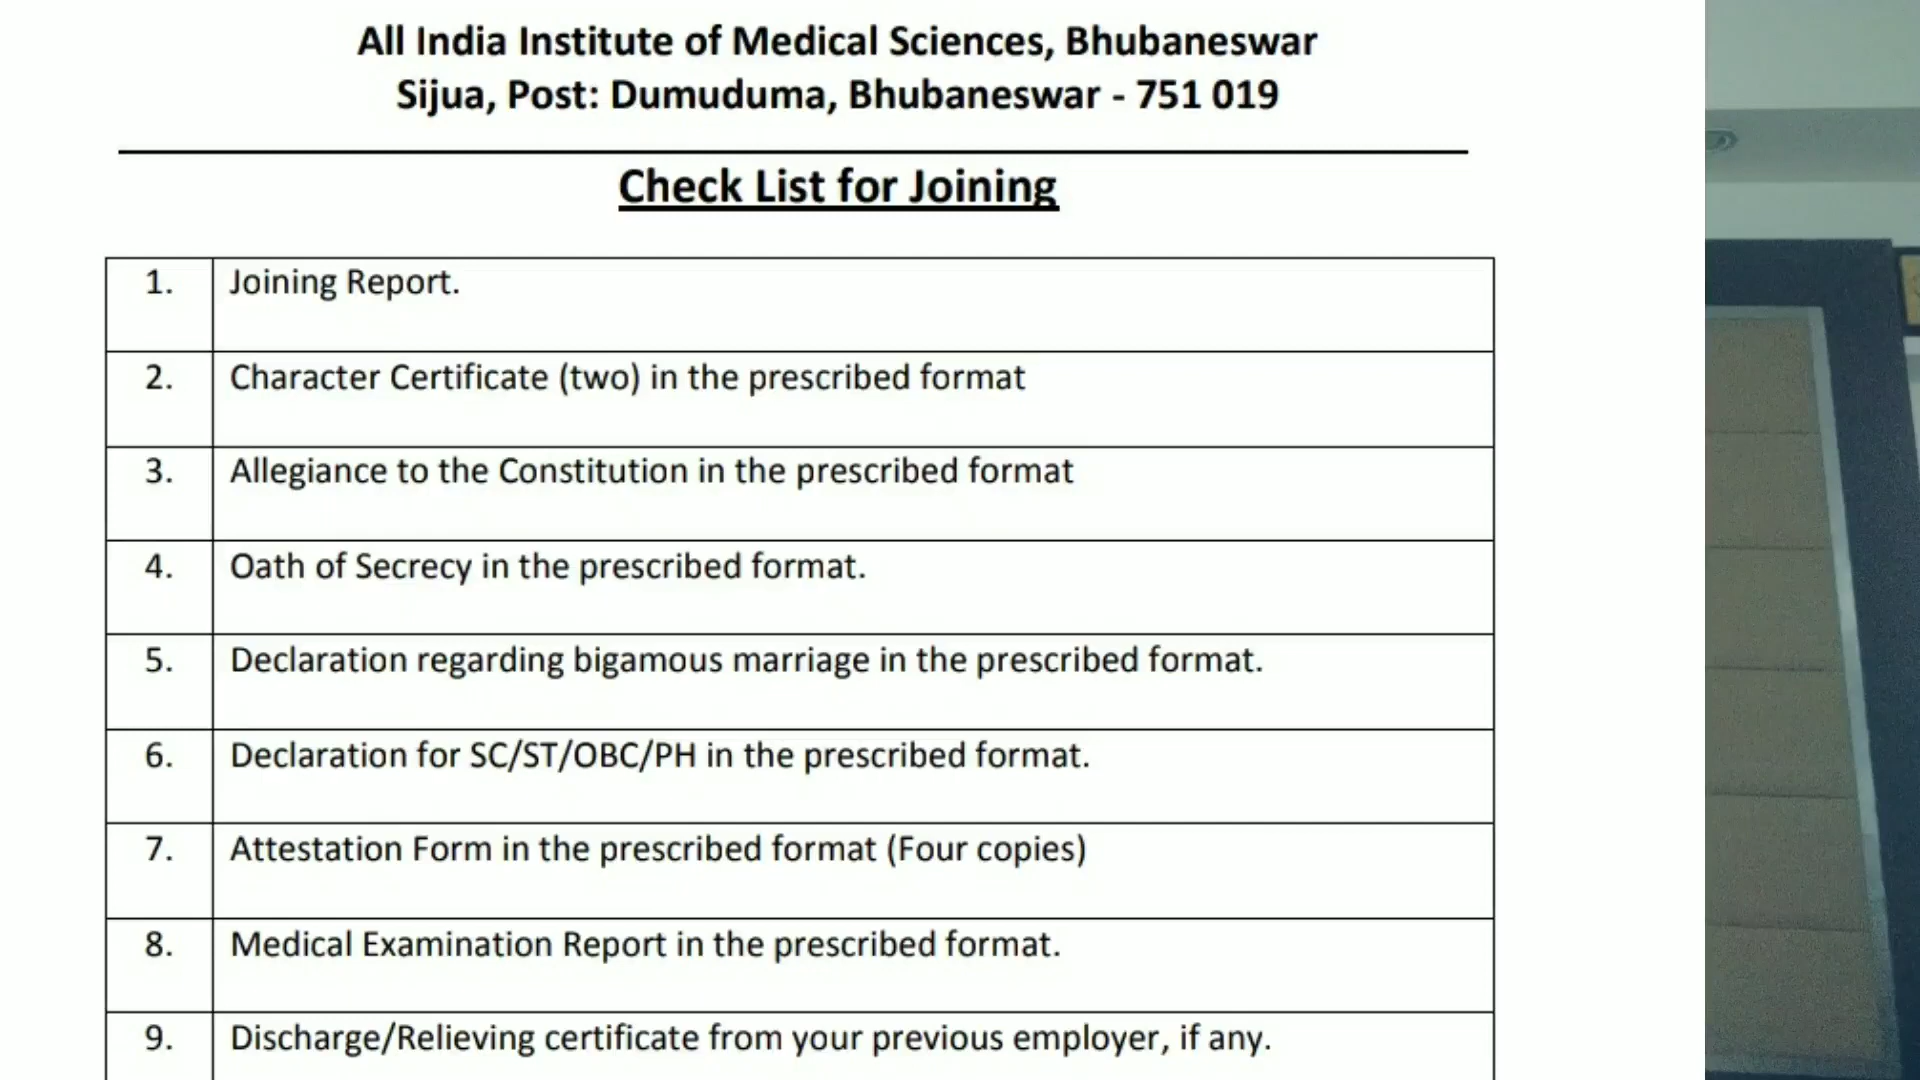 All India Institute of Medical Sciences, Bhubaneswar
Sijua, Post: Dumuduma, Bhubaneswar - 751 019
Check List for Joining
1. Joining Report.
2. Character Certificate (two) in the prescribed format
3. Allegiance to the Constitution in the prescribed format
4. Oath of Secrecy in the prescribed format.
5. Declaration regarding bigamous marriage in the prescribed format.
6. Declaration for SC/ST/OBC/PH in the prescribed format.
7. Attestation Form in the prescribed format (Four copies)
8. Medical Examination Report in the prescribed format.
9. Discharge/Relieving certificate from your previous employer, if any.